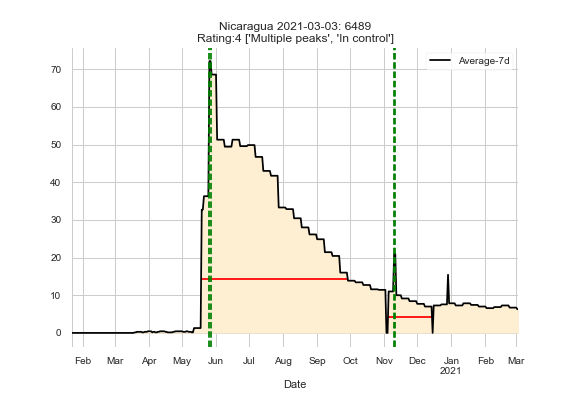 Nicaragua 2021-03-03: 6489
Rating:4 ['Multiple peaks', 'In control']
Average-7d
70
60
50
40
30
20
10
0
Feb Mar Apr May Jun Jul Aug Sep Oct Nov Dec Jan Feb Mar
2021
Date